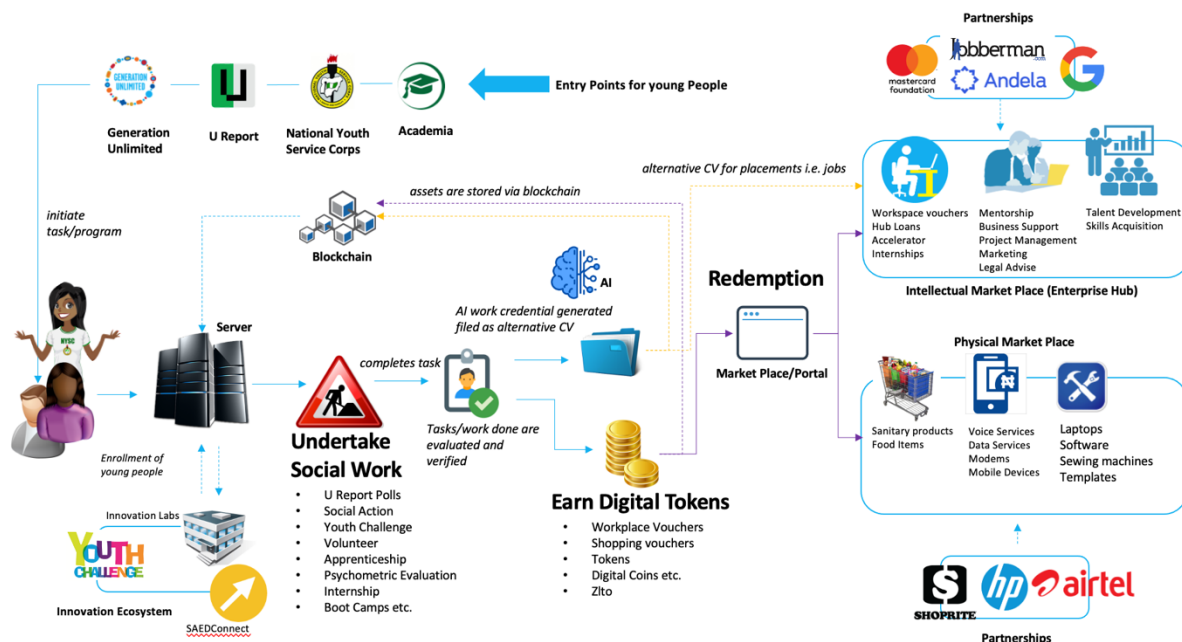 Partnerships
mastercard
foundation
Jobberman
.com
Andela
G
GENERATION
UNLIMITED
U
Entry Points for young People
Generation
Unlimited
U Report
National Youth
Service Corps
Academia
alternative CV for placements i.e. jobs
assets are stored via blockchain
initiate
task/program
Blockchain
Workspace vouchers
Hub Loans
Accelerator
Internships
Mentorship
Business Support
Project Management
Marketing
Legal Advise
Talent Development
Skills Acquisition
Intellectual Market Place (Enterprise Hub)
AI
Redemption
AI work credential generated
filed as alternative CV
NYSC
Server
completes task
Market Place/Portal
Physical Market Place
Tasks/work done are
evaluated and
verified
Sanitary products
Food Items
Voice Services
Data Services
Modems
Mobile Devices
Laptops
Software
Sewing machines
Templates
Enrollment of
young people
Undertake
Social Work
• U Report Polls
• Social Action
• Youth Challenge
• Volunteer
• Apprenticeship
• Psychometric Evaluation
• Internship
• Boot Camps etc.
Earn Digital Tokens
• Workplace Vouchers
• Shopping vouchers
• Tokens
• Digital Coins etc.
• Zlto
Innovation Labs
YOUTH
CHALLENGE
Innovation Ecosystem
SAEDConnect
S
SHOPRITE
hp
airtel
Partnerships